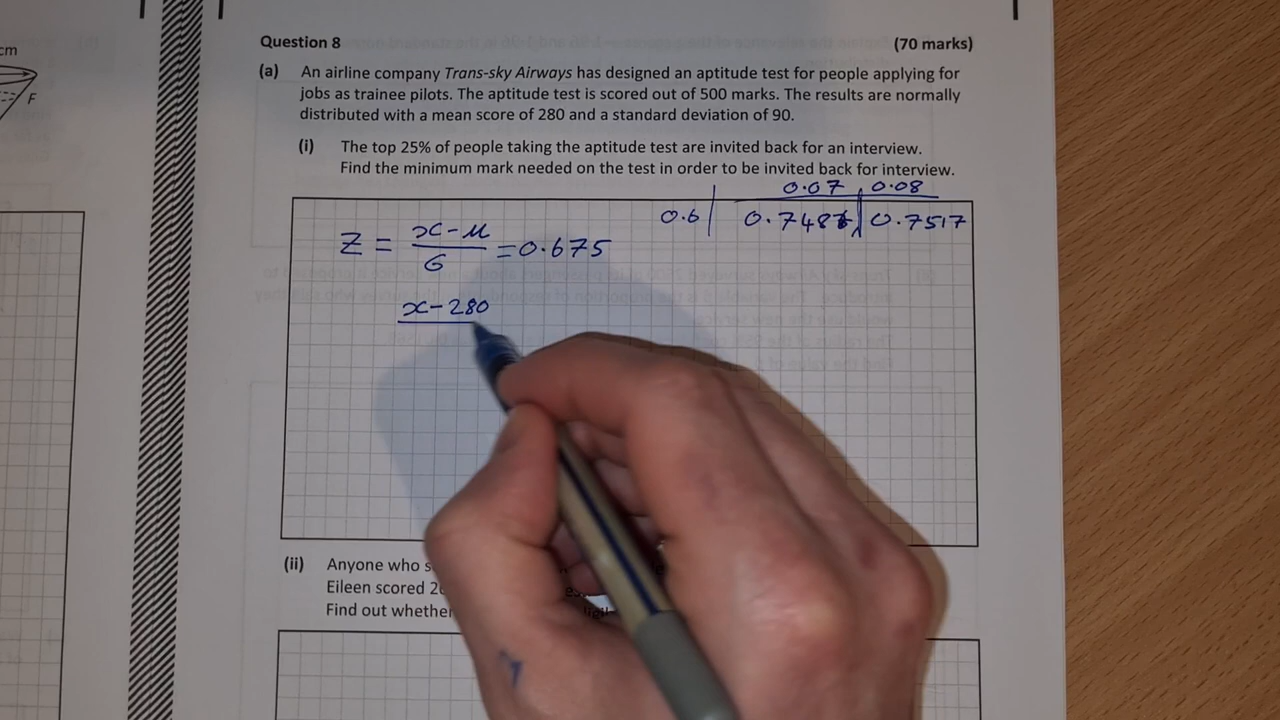 cm
F
Question 8 (70 marks)
(a) An airline company Trans-sky Airways has designed an aptitude test for people applying for
jobs as trainee pilots. The aptitude test is scored out of 500 marks. The results are normally
distributed with a mean score of 280 and a standard deviation of 90.
(i) The top 25% of people taking the aptitude test are invited back for an interview.
Find the minimum mark needed on the test in order to be invited back for interview.
0.07 0.08
0.6 0.7486 0.7517
Z = x-μ / σ = 0.675
x-280
(ii) Anyone who
Eileen scored
Find out whether